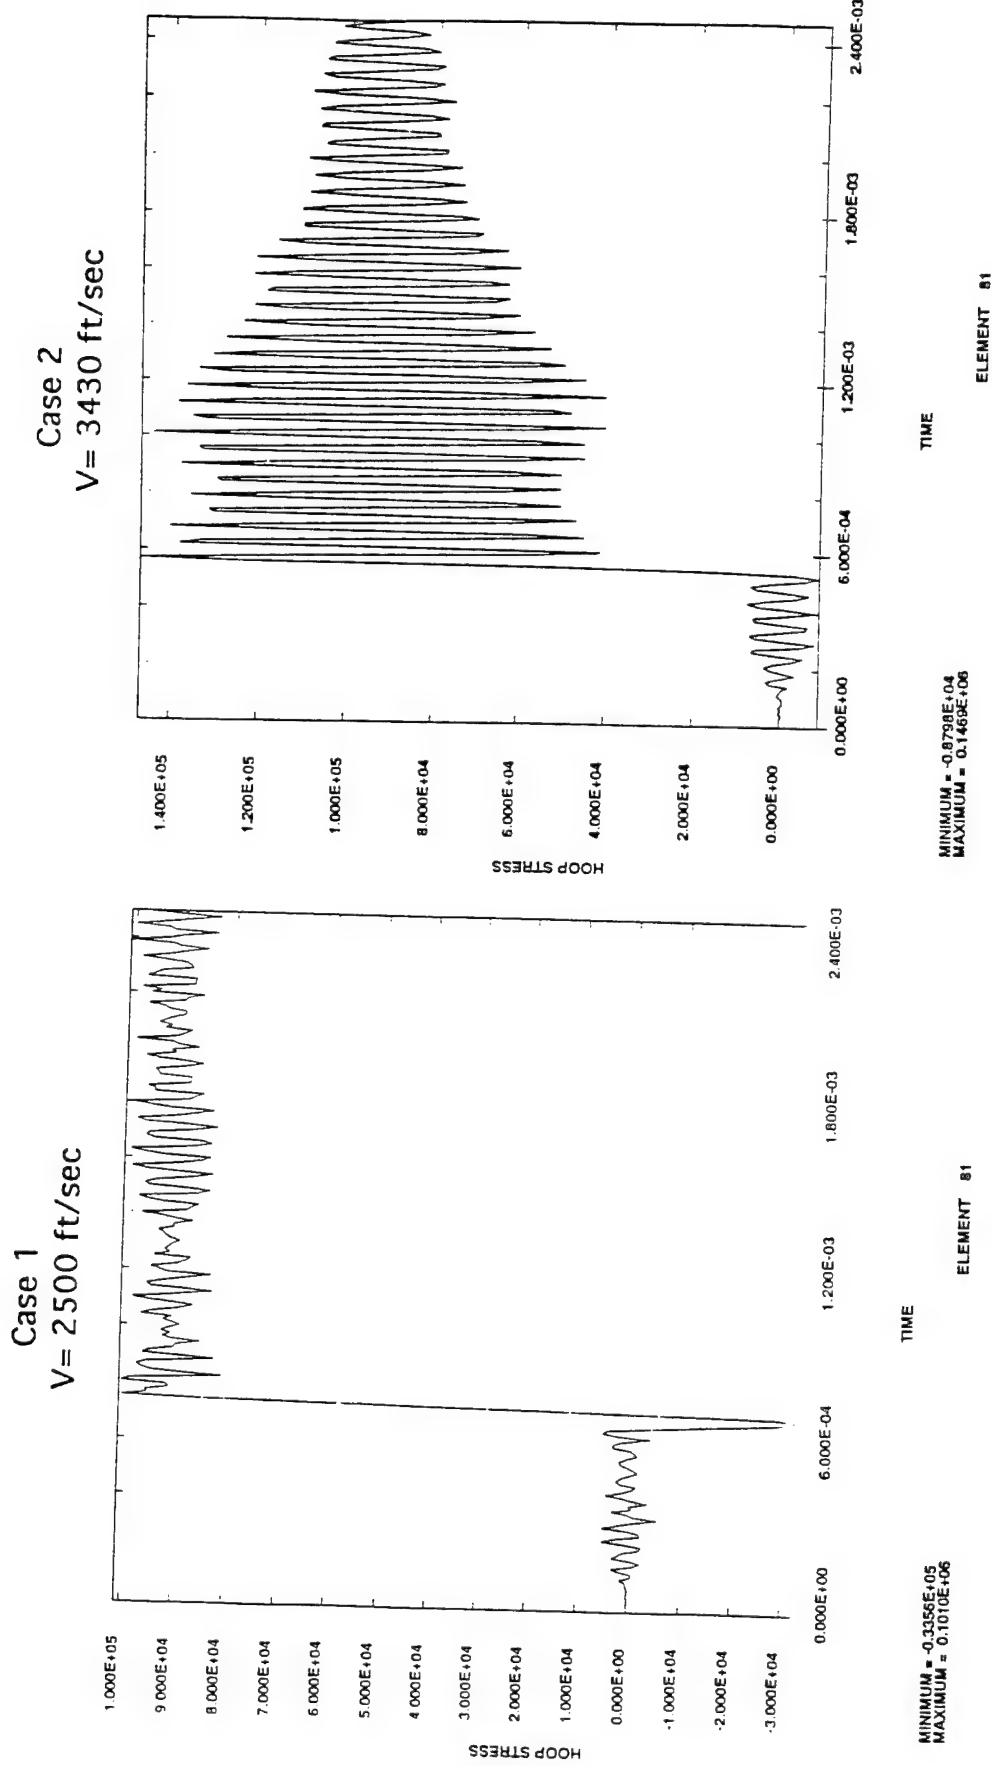 Case 1
V= 2500 ft/sec
1.000E+05
9.000E+04
8.000E+04
7.000E+04
6.000E+04
5.000E+04
4.000E+04
3.000E+04
2.000E+04
1.000E+04
0.000E+00
-1.000E+04
-2.000E+04
-3.000E+04
HOOP STRESS
0.000E+00
6.000E-04
1.200E-03
1.800E-03
2.400E-03
TIME
MINIMUM = -0.3356E+05
MAXIMUM = 0.1010E+06
ELEMENT 81
Case 2
V= 3430 ft/sec
1.400E+05
1.200E+05
1.000E+05
8.000E+04
6.000E+04
4.000E+04
2.000E+04
0.000E+00
HOOP STRESS
0.000E+00
6.000E-04
1.200E-03
1.800E-03
2.400E-03
TIME
MINIMUM = -0.8798E+04
MAXIMUM = 0.1469E+06
ELEMENT 81